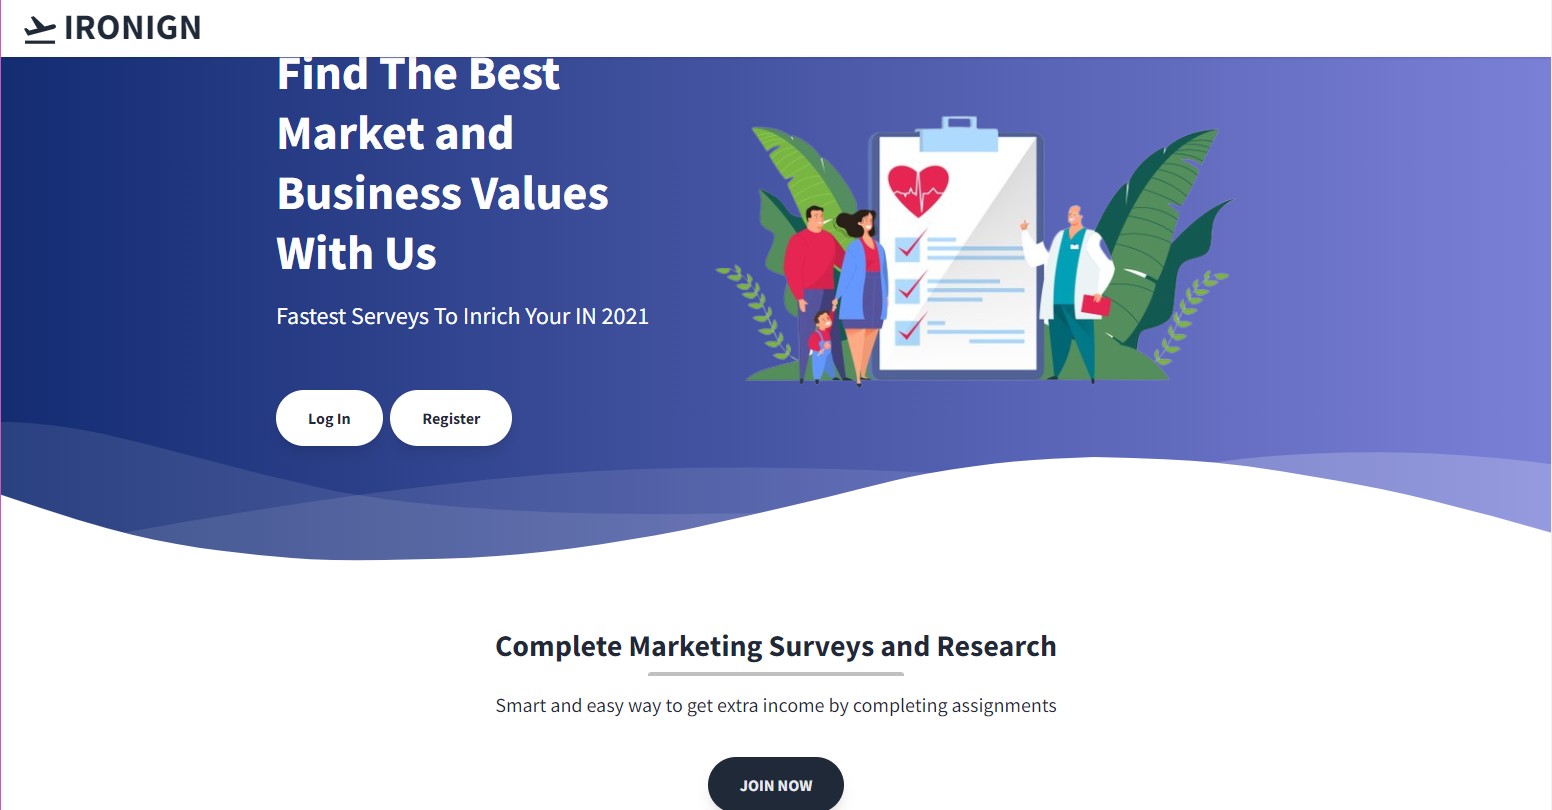 IRONIGN
Find The Best
Market and
Business Values
With Us
Fastest Serveys To Inrich Your IN 2021
Log In
Register
Complete Marketing Surveys and Research
Smart and easy way to get extra income by completing assignments
JOIN NOW